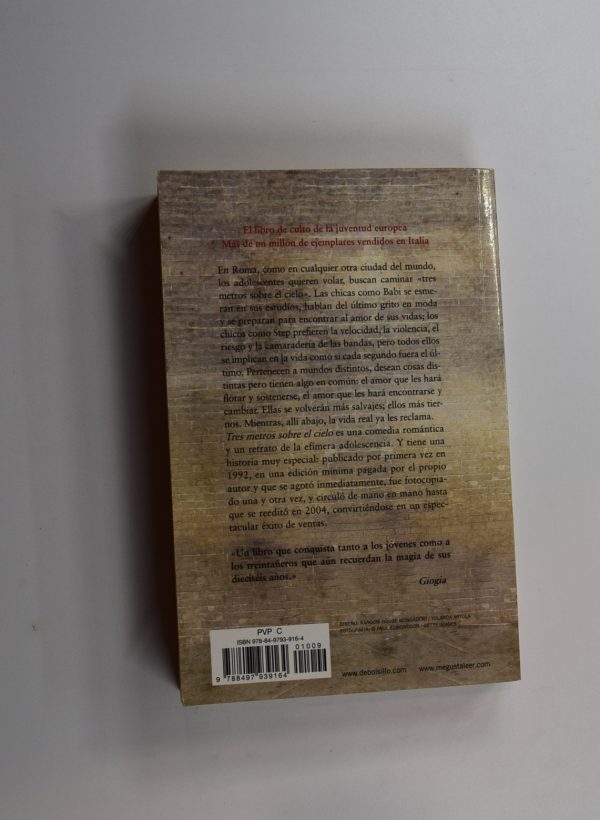 El libro de culto de la juventud europea
Más de un millón de ejemplares vendidos en Italia
En Roma, como en cualquier otra ciudad del mundo,
los adolescentes quieren volar, buscan caminar «tres
metros sobre el cielo». Las chicas como Babi se esme-
ran en sus estudios, hablan del último grito en moda
y se preparan para encontrar al amor de sus vidas; los
chicos como Step prefieren la velocidad, la violencia, el
riesgo y la camaradería de las bandas, pero todos ellos
se implican en la vida como si cada segundo fuera el úl-
timo. Pertenecen a mundos distintos, desean cosas dis-
tintas pero tienen algo en común: el amor que les hará
flotar y sostenerse, el amor que les hará encontrarse y
cambiar. Ellas se volverán más salvajes; ellos más tier-
nos. Mientras, allí abajo, la vida real ya les reclama.
Tres metros sobre el cielo es una comedia romántica
y un retrato de la efímera adolescencia. Y tiene una
historia muy especial: publicado por primera vez en
1992, en una edición mínima pagada por el propio
autor y que se agotó inmediatamente, fue fotocopia-
do una y otra vez, y circuló de mano en mano hasta
que se reeditó en 2004, convirtiéndose en un espec-
tacular éxito de ventas.
«Un libro que conquista tanto a los jóvenes como a
los treintañeros que aún recuerdan la magia de sus
dieciséis años.»
Giogia
DISEÑO: RANDOM HOUSE MONDADORI / YOLANDA ARTOLA
FOTOGRAFÍA: © PAUL EDMONDSON / GETTY IMAGES
PVP C
ISBN 978-84-9793-916-4
01009
9 788497 939164
www.debolsillo.com www.megustaleer.com